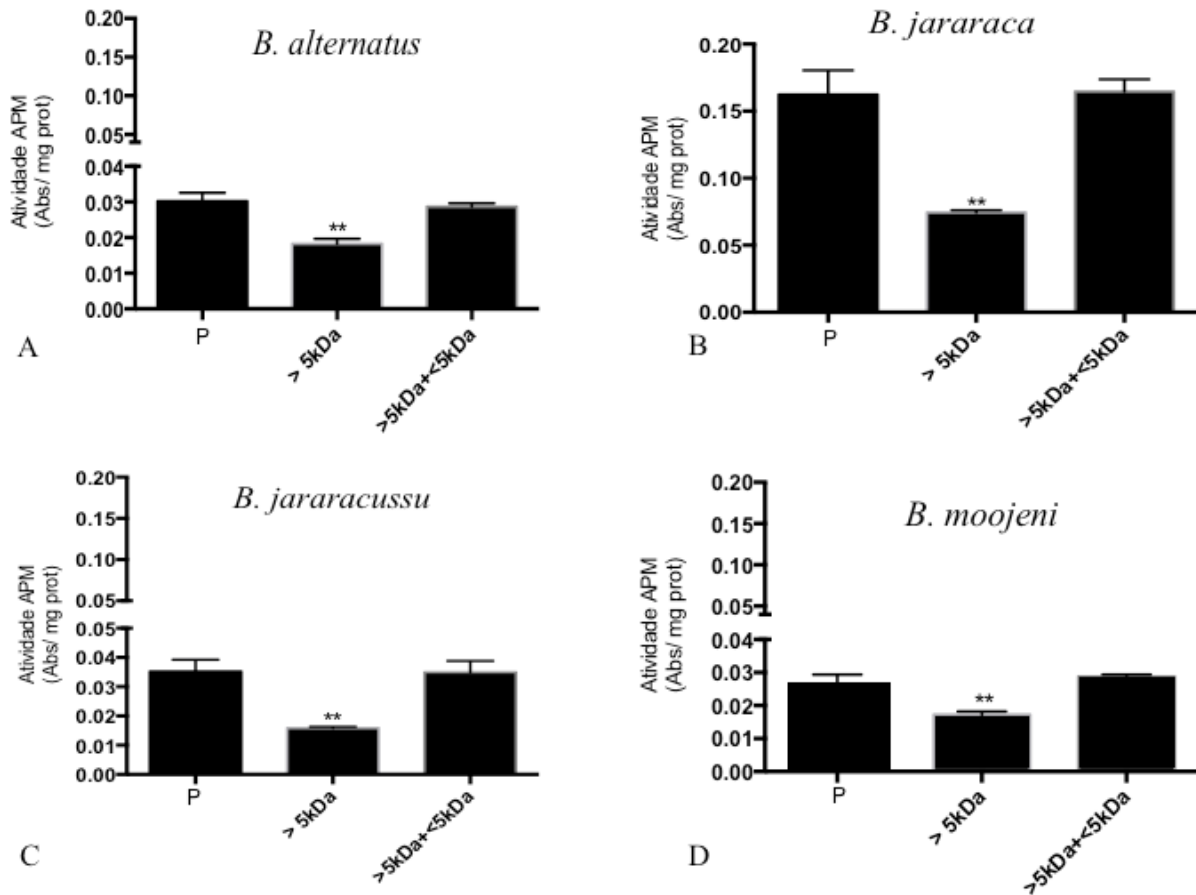 B. alternatus
Atividade APM
(Abs/ mg prot)
0.20
0.15
0.10
0.05
0.04
0.03
0.02
0.01
0.00
**
P
> 5kDa
>5kDa+<5kDa
A
B. jararaca
Atividade APM
(Abs/ mg prot)
0.20
0.15
0.10
0.05
0.00
**
P
> 5kDa
>5kDa+<5kDa
B
B. jararacussu
Atividade APM
(Abs/ mg prot)
0.20
0.15
0.10
0.05
0.05
0.04
0.03
0.02
0.01
0.00
**
P
> 5kDa
>5kDa+<5kDa
C
B. moojeni
Atividade APM
(Abs/ mg prot)
0.20
0.15
0.10
0.05
0.04
0.03
0.02
0.01
0.00
**
P
> 5kDa
>5kDa+<5kDa
D